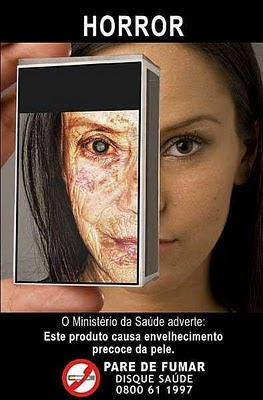 HORROR
O Ministério da Saúde adverte:
Este produto causa envelhecimento
precoce da pele.
PARE DE FUMAR
DISQUE SAÚDE
0800 61 1997